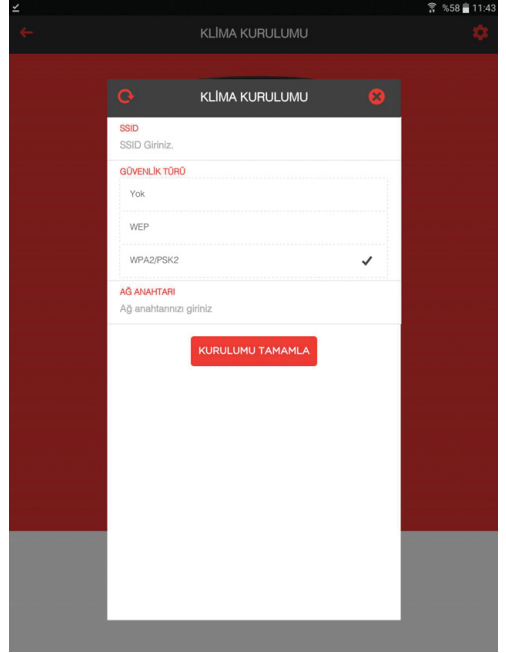 %58 11:43
KLİMA KURULUMU
KLİMA KURULUMU
SSID
SSID Giriniz.
GÜVENLİK TÜRÜ
Yok
WEP
WPA2/PSK2
AĞ ANAHTARI
Ağ anahtarınızı giriniz
KURULUMU TAMAMLA